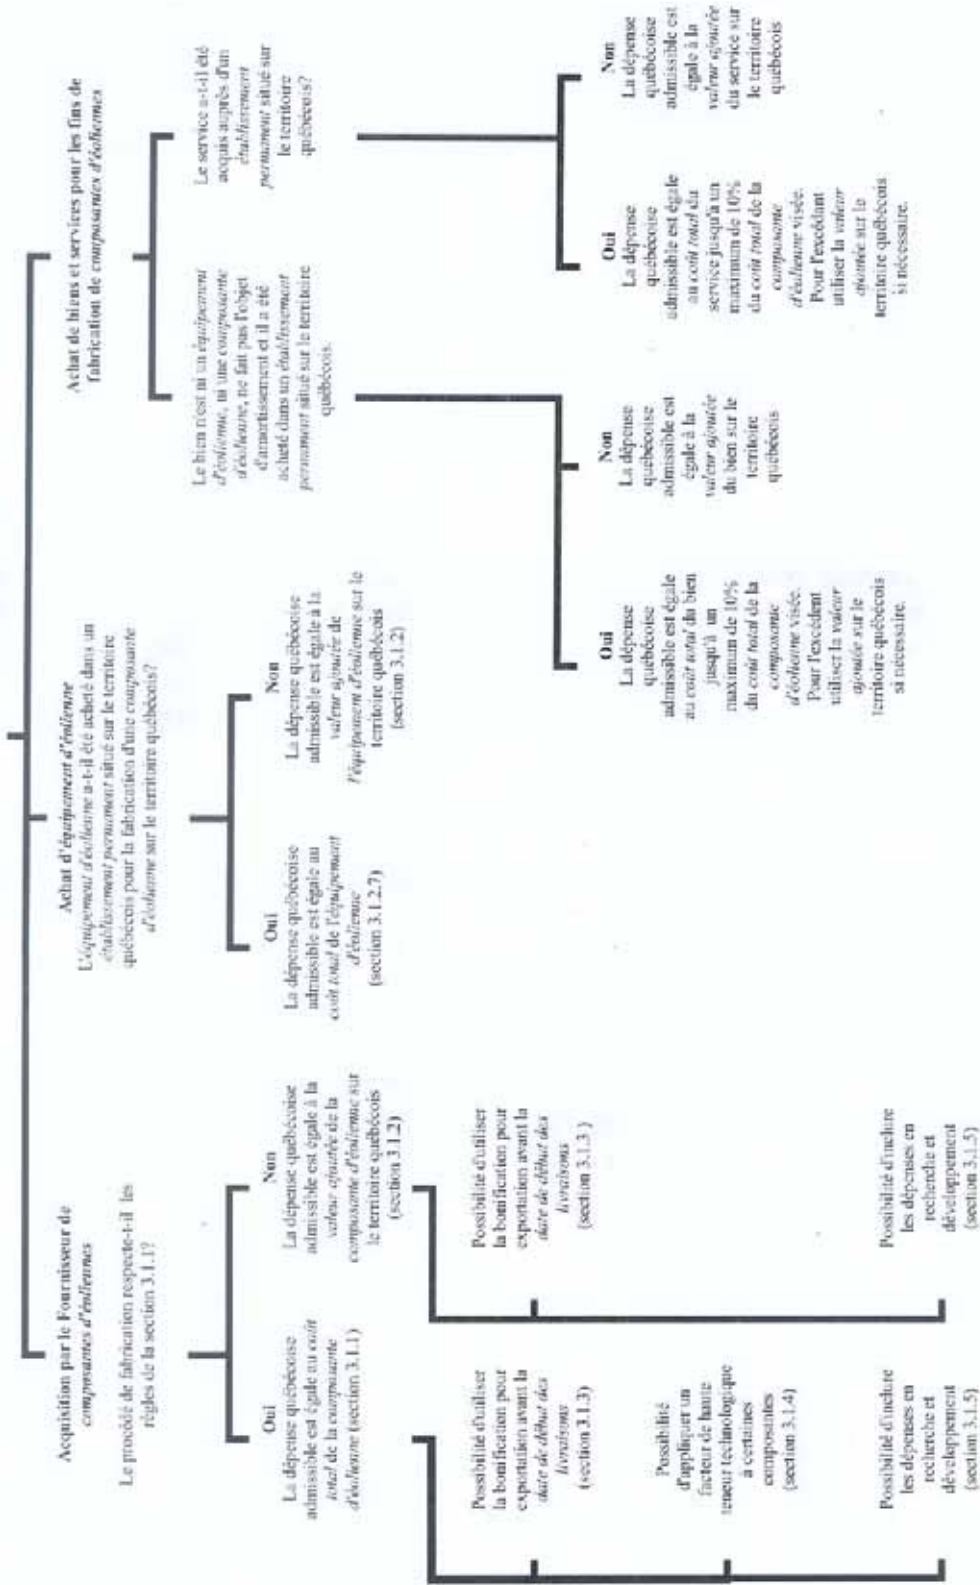 Acquisition par le Fournisseur de
composantes d'éoliennes
Le procédé de fabrication respecte-t-il les
règles de la section 3.1.1?
Oui
La dépense québécoise
admissible est égale au coût
total de la composante
d'éolienne (section 3.1.1)
Possibilité d'utiliser
la bonification pour
exportation avant la
date de début des
livraisons
(section 3.1.3)
Possibilité
d'appliquer un
facteur de haute
teneur technologique
à certaines
composantes
(section 3.1.4)
Possibilité d'inclure
les dépenses en
recherche et
développement
(section 3.1.5)
Non
La dépense québécoise
admissible est égale à la
valeur ajoutée de la
composante d'éolienne sur
le territoire québécois
(section 3.1.2)
Possibilité d'utiliser
la bonification pour
exportation avant la
date de début des
livraisons
(section 3.1.3 )
Possibilité d'inclure
les dépenses en
recherche et
développement
(section 3.1.5)
Achat d'équipement d'éolienne
L'équipement d'éolienne a-t-il été acheté dans un
établissement permanent situé sur le territoire
québécois pour la fabrication d'une composante
d'éolienne sur le territoire québécois?
Oui
La dépense québécoise
admissible est égale au
coût total de l'équipement
d'éolienne
(section 3.1.2.7)
Non
La dépense québécoise
admissible est égale à la
valeur ajoutée de
l'équipement d'éolienne sur le
territoire québécois
(section 3.1.2)
Achat de biens et services pour les fins de
fabrication de composantes d'éoliennes
Le bien n'est ni un équipement
d'éolienne, ni une composante
d'éolienne, ne fait pas l'objet
d'amortissement et il a été
acheté dans un établissement
permanent situé sur le territoire
québécois.
Oui
La dépense
québécoise
admissible est égale
au coût total du bien
jusqu'à un
maximum de 10%
du coût total de la
composante
d'éolienne visée.
Pour l'excédent
utiliser la valeur
ajoutée sur le
territoire québécois
si nécessaire.
Non
La dépense
québécoise
admissible est
égale à la
valeur ajoutée
du bien sur le
territoire
québécois
Le service a-t-il été
acquis auprès d'un
établissement
permanent situé sur
le territoire
québécois?
Oui
La dépense
québécoise
admissible est égale
au coût total du
service jusqu'à un
maximum de 10%
du coût total de la
composante
d'éolienne visée.
Pour l'excédant
utiliser la valeur
ajoutée sur le
territoire québécois
si nécessaire.
Non
La dépense
québécoise
admissible est
égale à la
valeur ajoutée
du service sur
le territoire
québécois